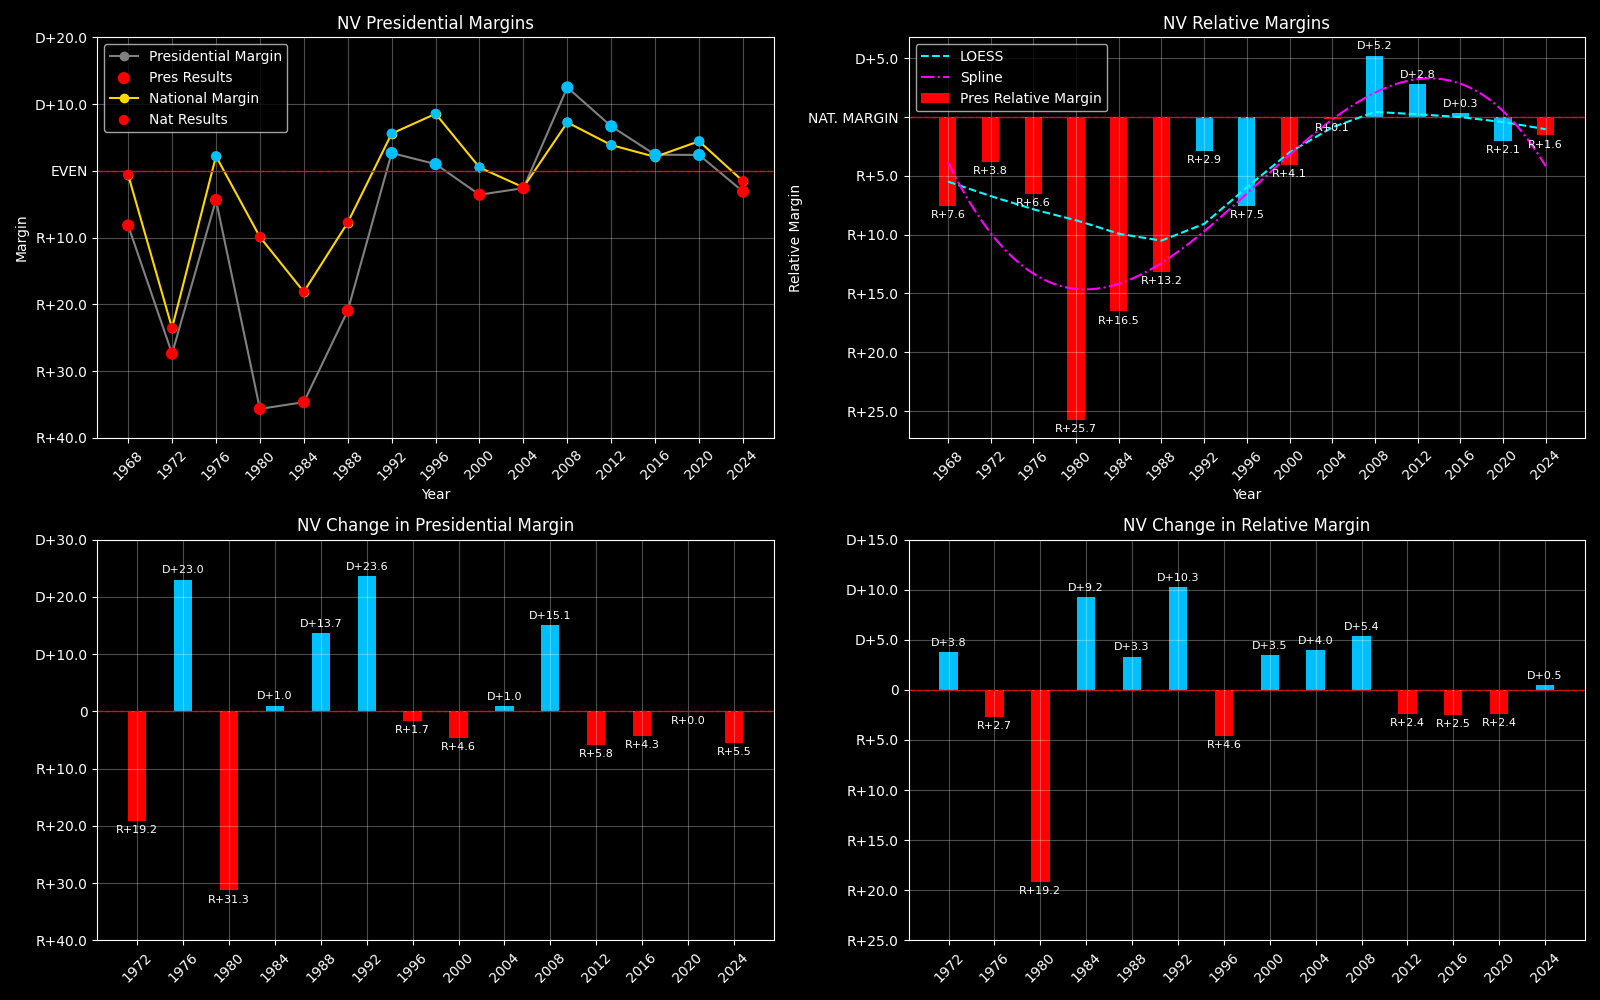 NV Presidential Margins
D+20.0
D+10.0
EVEN
R+10.0
R+20.0
R+30.0
R+40.0
Margin
Presidential Margin
Pres Results
National Margin
Nat Results
1968 1972 1976 1980 1984 1988 1992 1996 2000 2004 2008 2012 2016 2020 2024
Year
NV Relative Margins
D+5.0
NAT. MARGIN
R+5.0
R+10.0
R+15.0
R+20.0
R+25.0
Relative Margin
LOESS
Spline
Pres Relative Margin
R+7.6
R+3.8
R+6.6
R+25.7
R+16.5
R+13.2
R+2.9
R+7.5
R+4.1
R+0.1
D+5.2
D+2.8
D+0.3
R+2.1
R+1.6
1968 1972 1976 1980 1984 1988 1992 1996 2000 2004 2008 2012 2016 2020 2024
Year
NV Change in Presidential Margin
D+30.0
D+20.0
D+10.0
0
R+10.0
R+20.0
R+30.0
R+40.0
R+19.2
D+23.0
R+31.3
D+1.0
D+13.7
D+23.6
R+1.7
R+4.6
D+1.0
D+15.1
R+5.8
R+4.3
R+0.0
R+5.5
1972 1976 1980 1984 1988 1992 1996 2000 2004 2008 2012 2016 2020 2024
NV Change in Relative Margin
D+15.0
D+10.0
D+5.0
0
R+5.0
R+10.0
R+15.0
R+20.0
R+25.0
D+3.8
R+2.7
R+19.2
D+9.2
D+3.3
D+10.3
R+4.6
D+3.5
D+4.0
D+5.4
R+2.4
R+2.5
R+2.4
D+0.5
1972 1976 1980 1984 1988 1992 1996 2000 2004 2008 2012 2016 2020 2024